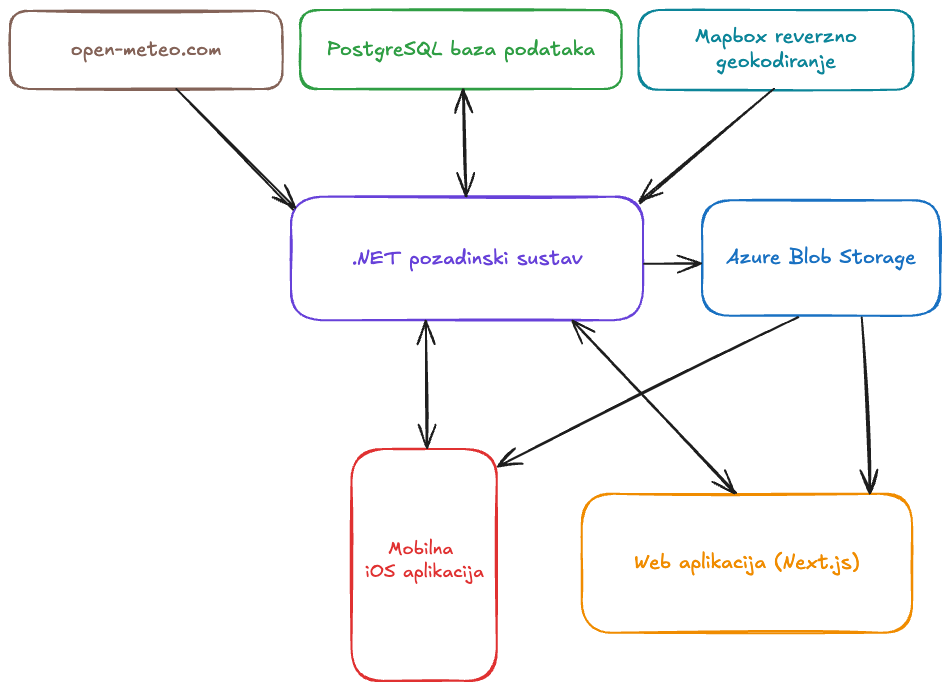 open-meteo.com
PostgreSQL baza podataka
Mapbox reverzno
geokodiranje
.NET pozadinski sustav
Azure Blob Storage
Mobilna
iOS aplikacija
Web aplikacija (Next.js)